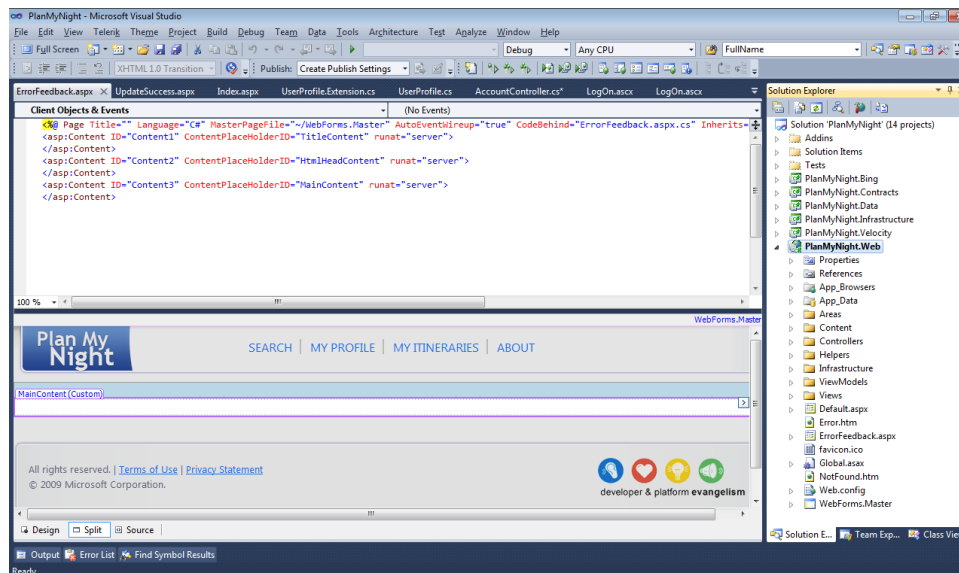 PlanMyNight - Microsoft Visual Studio
File Edit View Telerik Theme Project Build Debug Team Data Tools Architecture Test Analyze Window Help
Full Screen Debug Any CPU FullName
XHTML 1.0 Transition Publish: Create Publish Settings
ErrorFeedback.aspx UpdateSuccess.aspx Index.aspx UserProfile.Extension.cs UserProfile.cs AccountController.cs* LogOn.ascx LogOn.ascx
Client Objects & Events (No Events)
<%@ Page Title="" Language="C#" MasterPageFile="~/WebForms.Master" AutoEventWireup="true" CodeBehind="ErrorFeedback.aspx.cs" Inherits=
<asp:Content ID="Content1" ContentPlaceHolderID="TitleContent" runat="server">
</asp:Content>
<asp:Content ID="Content2" ContentPlaceHolderID="HtmlHeadContent" runat="server">
</asp:Content>
<asp:Content ID="Content3" ContentPlaceHolderID="MainContent" runat="server">
</asp:Content>
100 %
WebForms.Master
Plan My
Night
SEARCH | MY PROFILE | MY ITINERARIES | ABOUT
MainContent (Custom)
All rights reserved. | Terms of Use | Privacy Statement
© 2009 Microsoft Corporation.
developer & platform evangelism
Design Split Source
Output Error List Find Symbol Results
Ready
Solution Explorer
Solution 'PlanMyNight' (14 projects)
Addins
Solution Items
Tests
PlanMyNight.Bing
PlanMyNight.Contracts
PlanMyNight.Data
PlanMyNight.Infrastructure
PlanMyNight.Velocity
PlanMyNight.Web
Properties
References
App_Browsers
App_Data
Areas
Content
Controllers
Helpers
Infrastructure
ViewModels
Views
Default.aspx
Error.htm
ErrorFeedback.aspx
favicon.ico
Global.asax
NotFound.htm
Web.config
WebForms.Master
Solution E... Team Exp... Class View